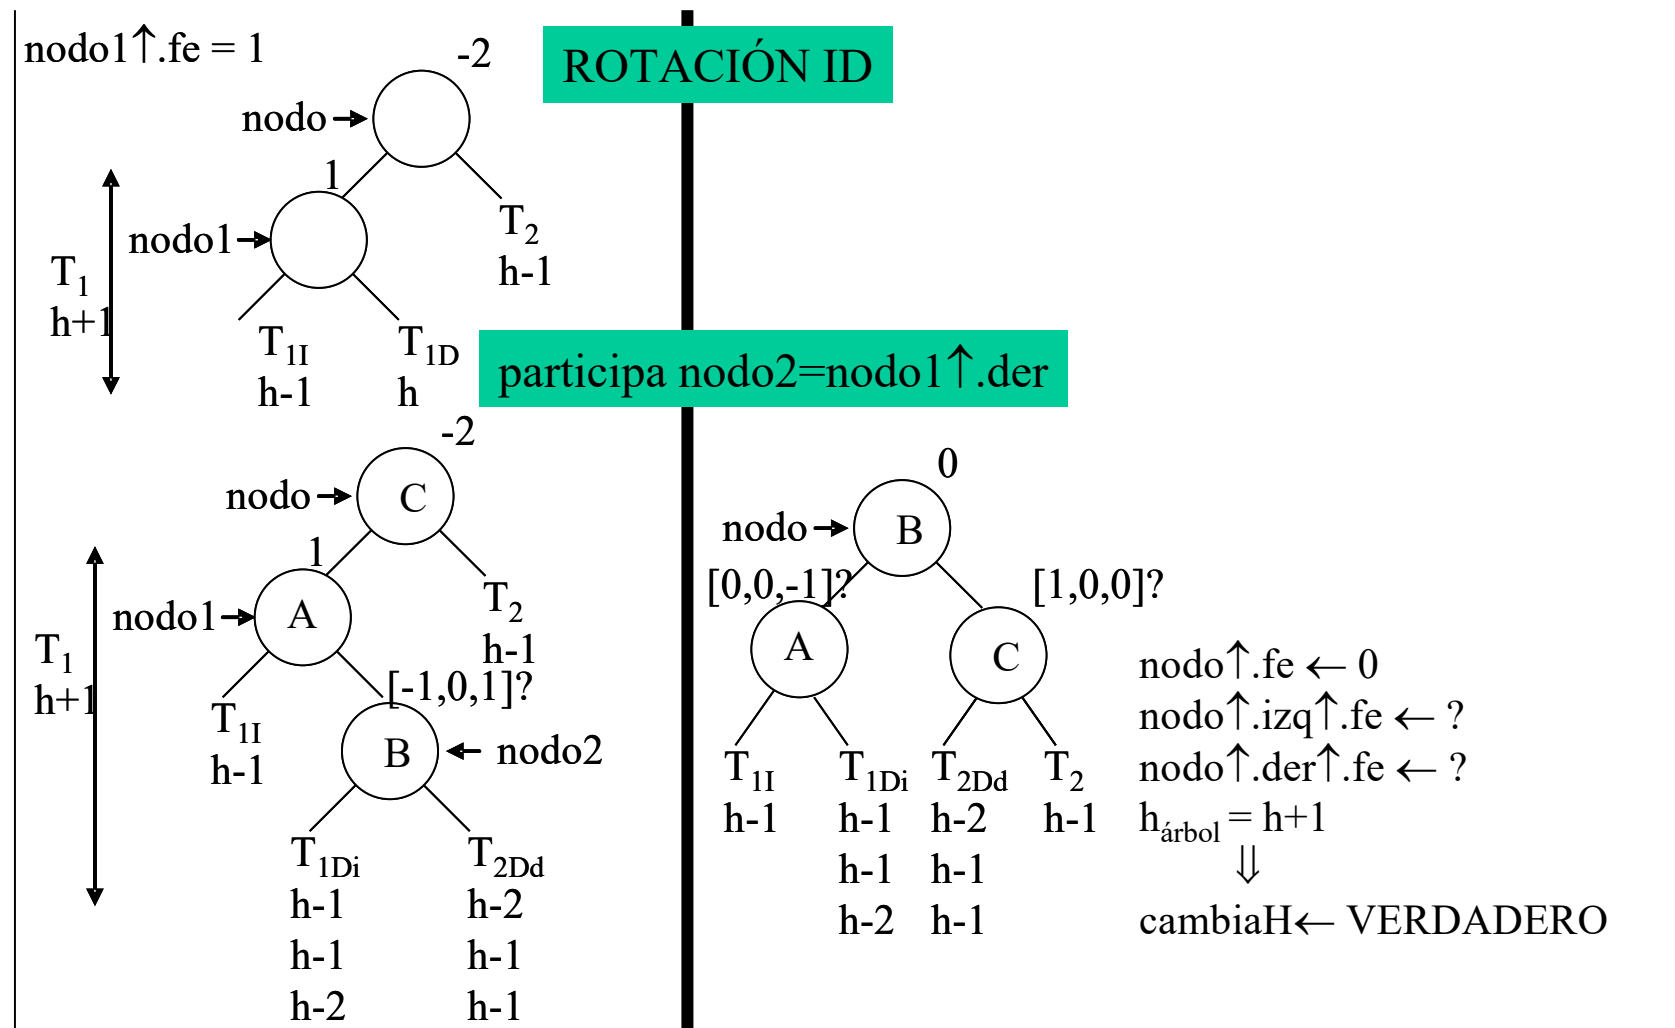 nodo1↑.fe = 1
-2
ROTACIÓN ID
nodo
1
nodo1
T2
h-1
T1
h+1
T1I
h-1
T1D
h
participa nodo2=nodo1↑.der
-2
nodo
C
1
nodo1
A
T2
h-1
T1
h+1
[-1,0,1]?
T1I
h-1
B
nodo2
T1Di
h-1
h-1
h-2
T2Dd
h-2
h-1
h-1
0
nodo
B
[0,0,-1]?
[1,0,0]?
A
C
T1I
h-1
T1Di
h-1
h-1
h-2
T2Dd
h-2
h-1
h-1
T2
h-1
nodo↑.fe ← 0
nodo↑.izq↑.fe ← ?
nodo↑.der↑.fe ← ?
hárbol = h+1
⇓
cambiaH← VERDADERO